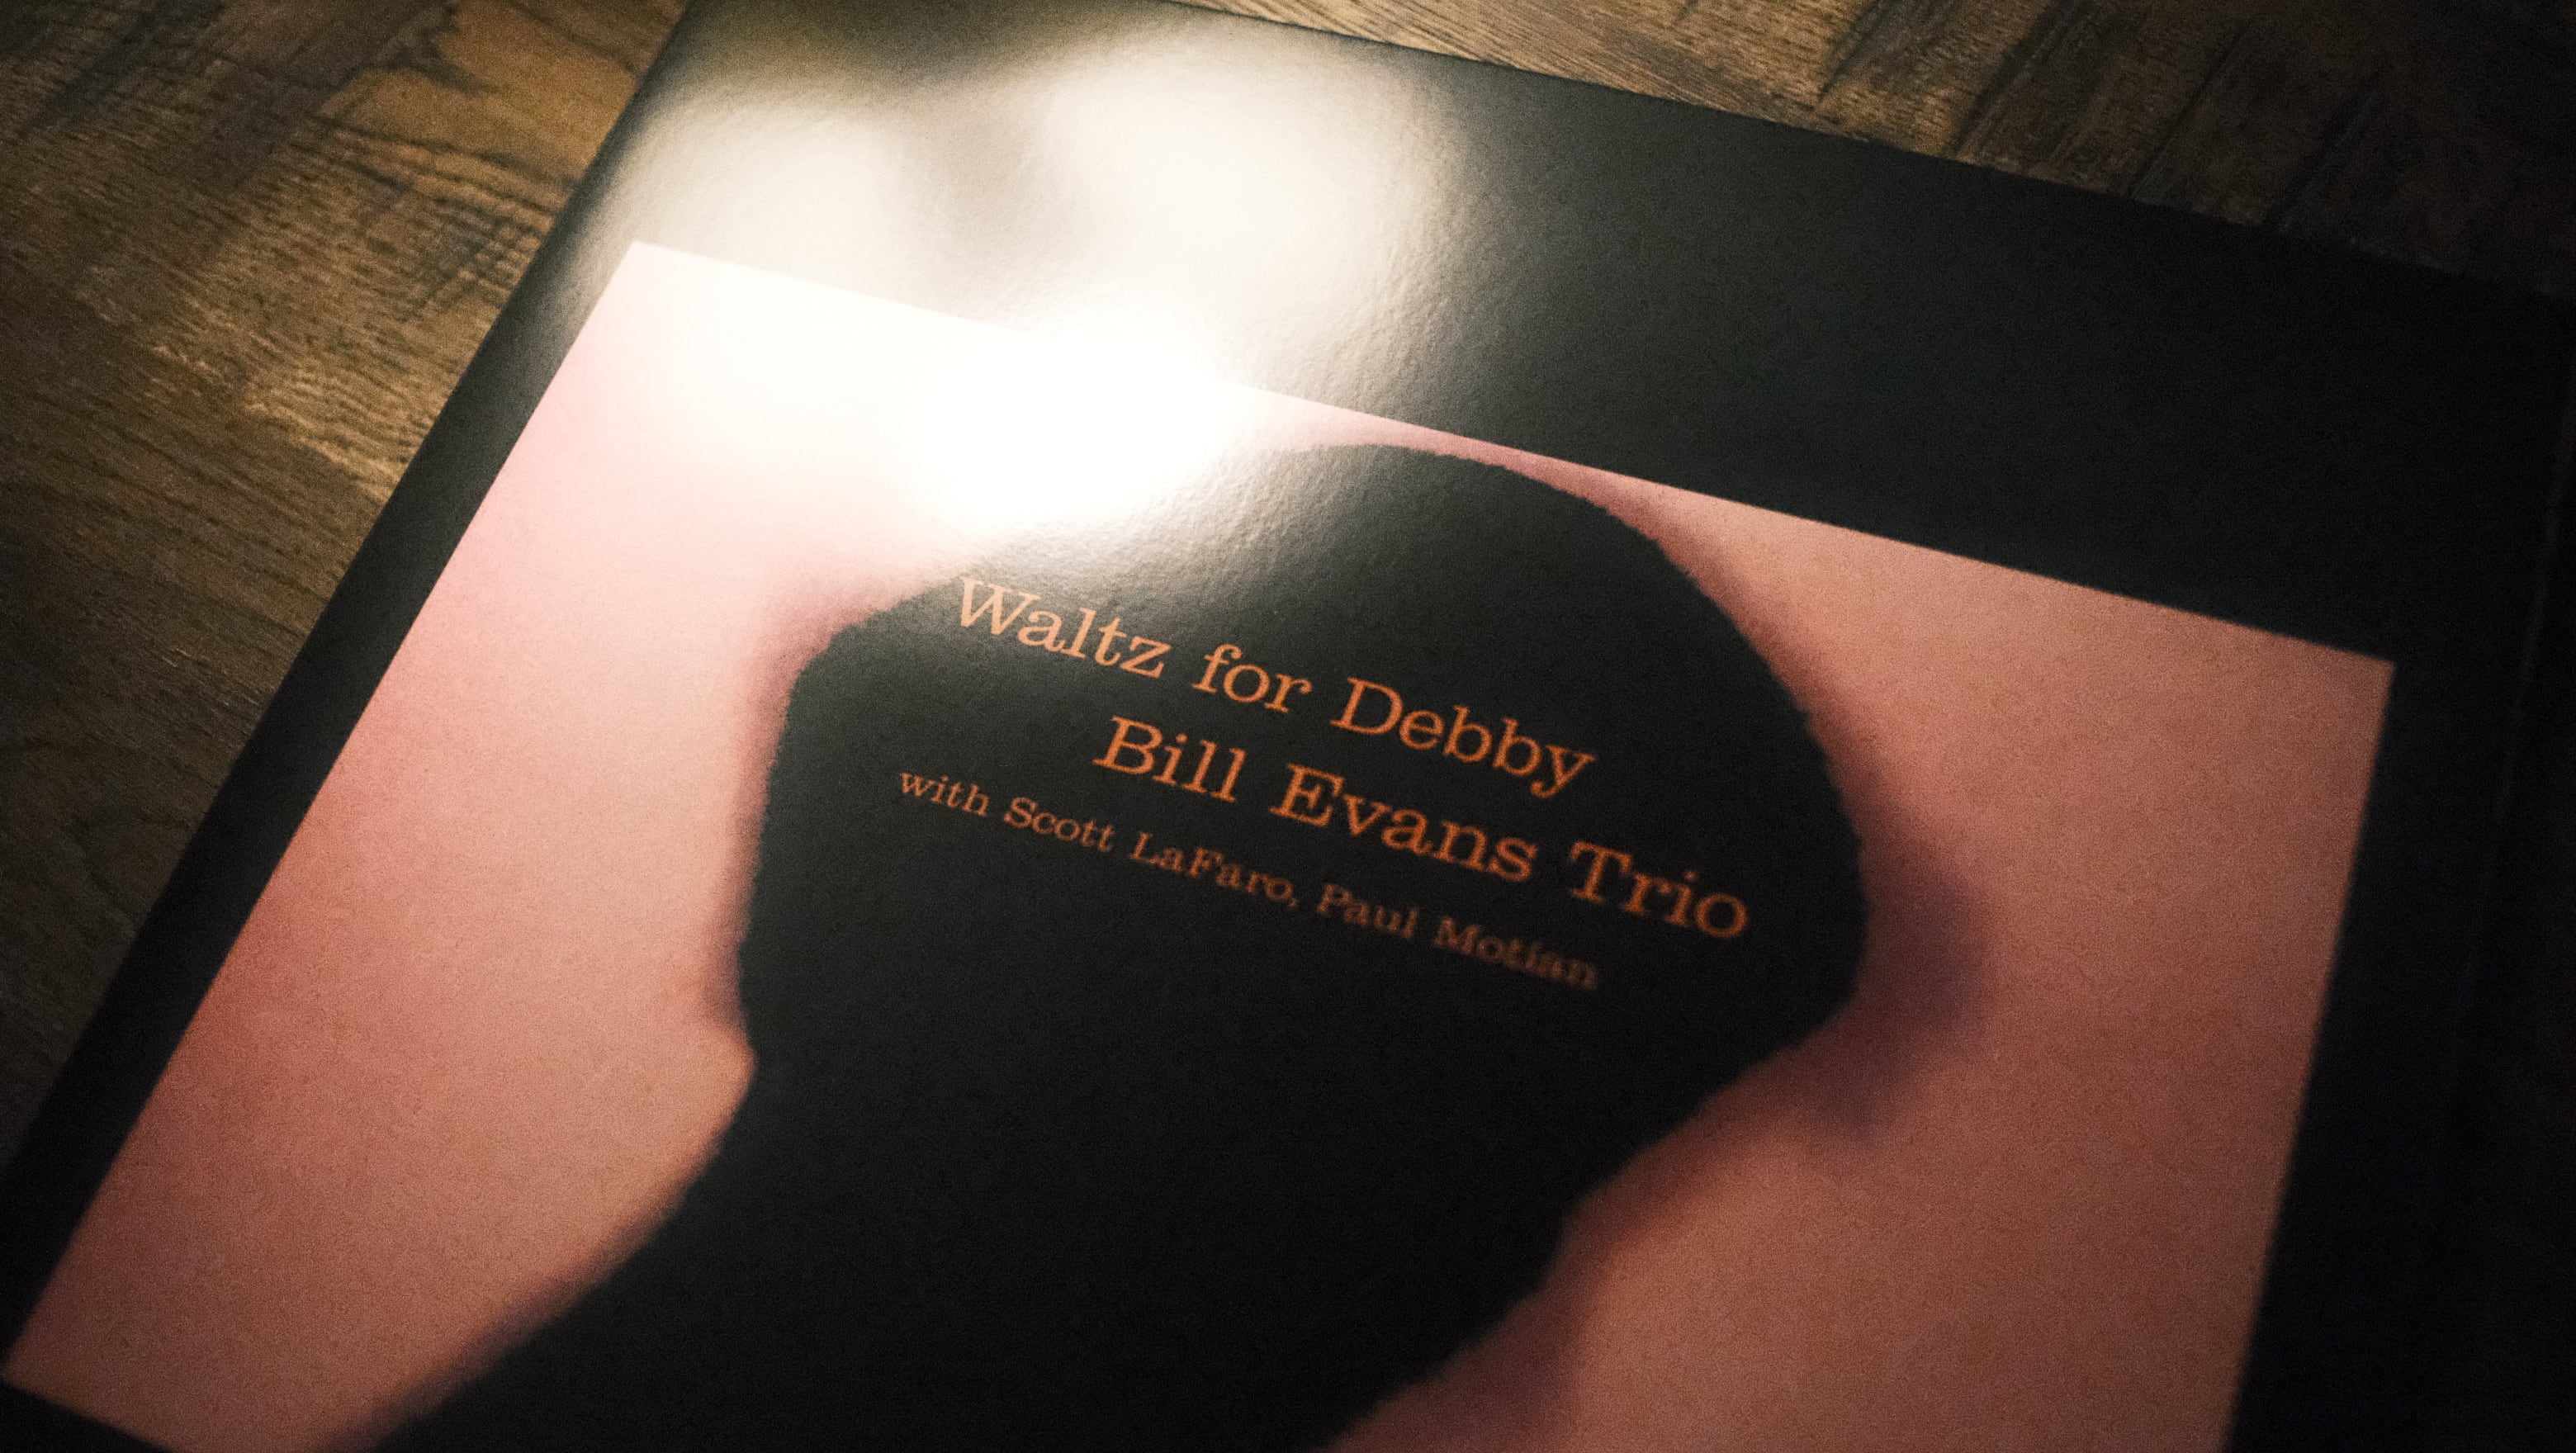 Waltz for Debby
Bill Evans Trio
with Scott LaFaro, Paul Motian